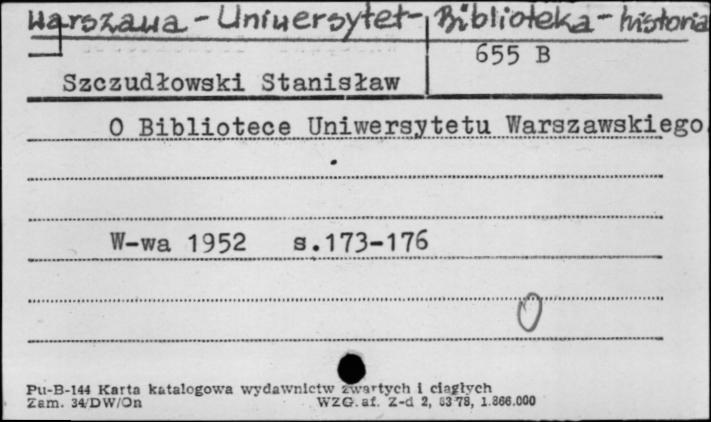 Warszawa - Uniwersytet - Biblioteka - historia
655 B
Szczudłowski Stanisław
O Bibliotece Uniwersytetu Warszawskiego
W-wa 1952 s.173-176
0
Pu-B-144 Karta katalogowa wydawnictw zwartych i ciągłych
Zam. 34/DW/On WZG. af. Z-d 2, 63-78, 1.866.000